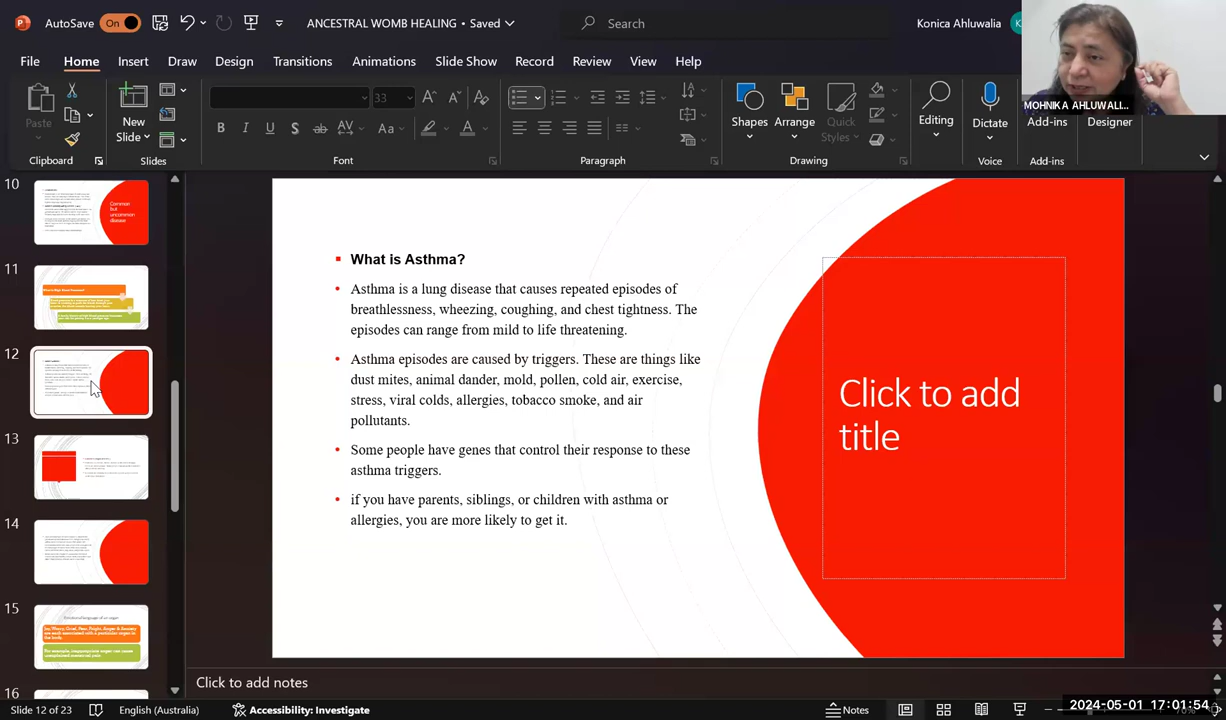 AutoSave On ANCESTRAL WOMB HEALING • Saved Search Konica Ahluwalia
File Home Insert Draw Design Transitions Animations Slide Show Record Review View Help
MOHNIKA AHLUWALI...
33
Paste
New
Slide
B I U S ab AV Aa A
Shapes Arrange Quick
Styles
Editing Dictate Add-ins Designer
Clipboard Slides Font Paragraph Drawing Voice Add-ins
10
Common
but
uncommon
disease
11
12
13
14
15
16
What is Asthma?
Asthma is a lung disease that causes repeated episodes of
breathlessness, wheezing, coughing, and chest tightness. The
episodes can range from mild to life threatening.
Asthma episodes are caused by triggers. These are things like
dust mites, animal dander, mold, pollen, cold air, exercise,
stress, viral colds, allergies, tobacco smoke, and air
pollutants.
Some people have genes that control their response to these
asthma triggers.
if you have parents, siblings, or children with asthma or
allergies, you are more likely to get it.
Click to add
title
Click to add notes
Slide 12 of 23 English (Australia) Accessibility: Investigate Notes
2024-05-01 17:01:54